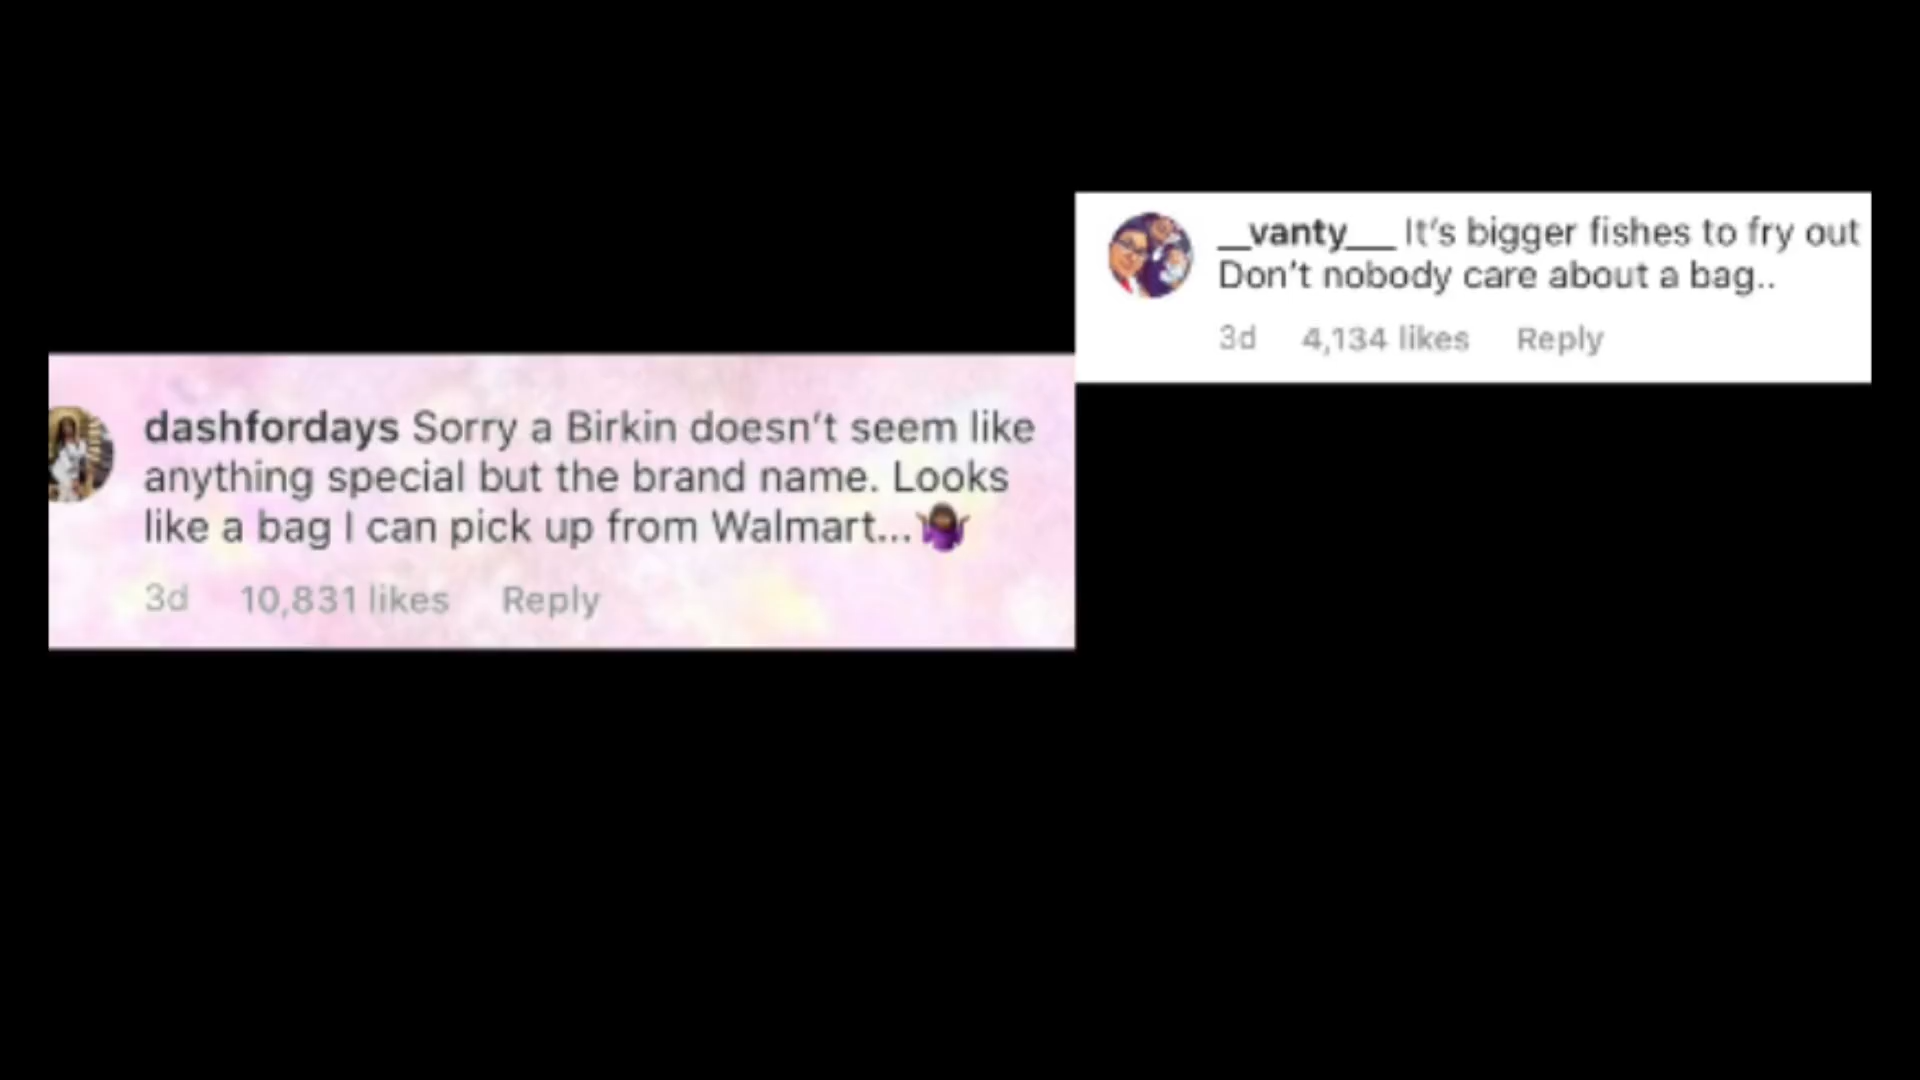 __vanty___ It's bigger fishes to fry out
Don't nobody care about a bag..
3d 4,134 likes Reply
dashfordays Sorry a Birkin doesn't seem like
anything special but the brand name. Looks
like a bag I can pick up from Walmart...🤷🏾‍♀️
3d 10,831 likes Reply